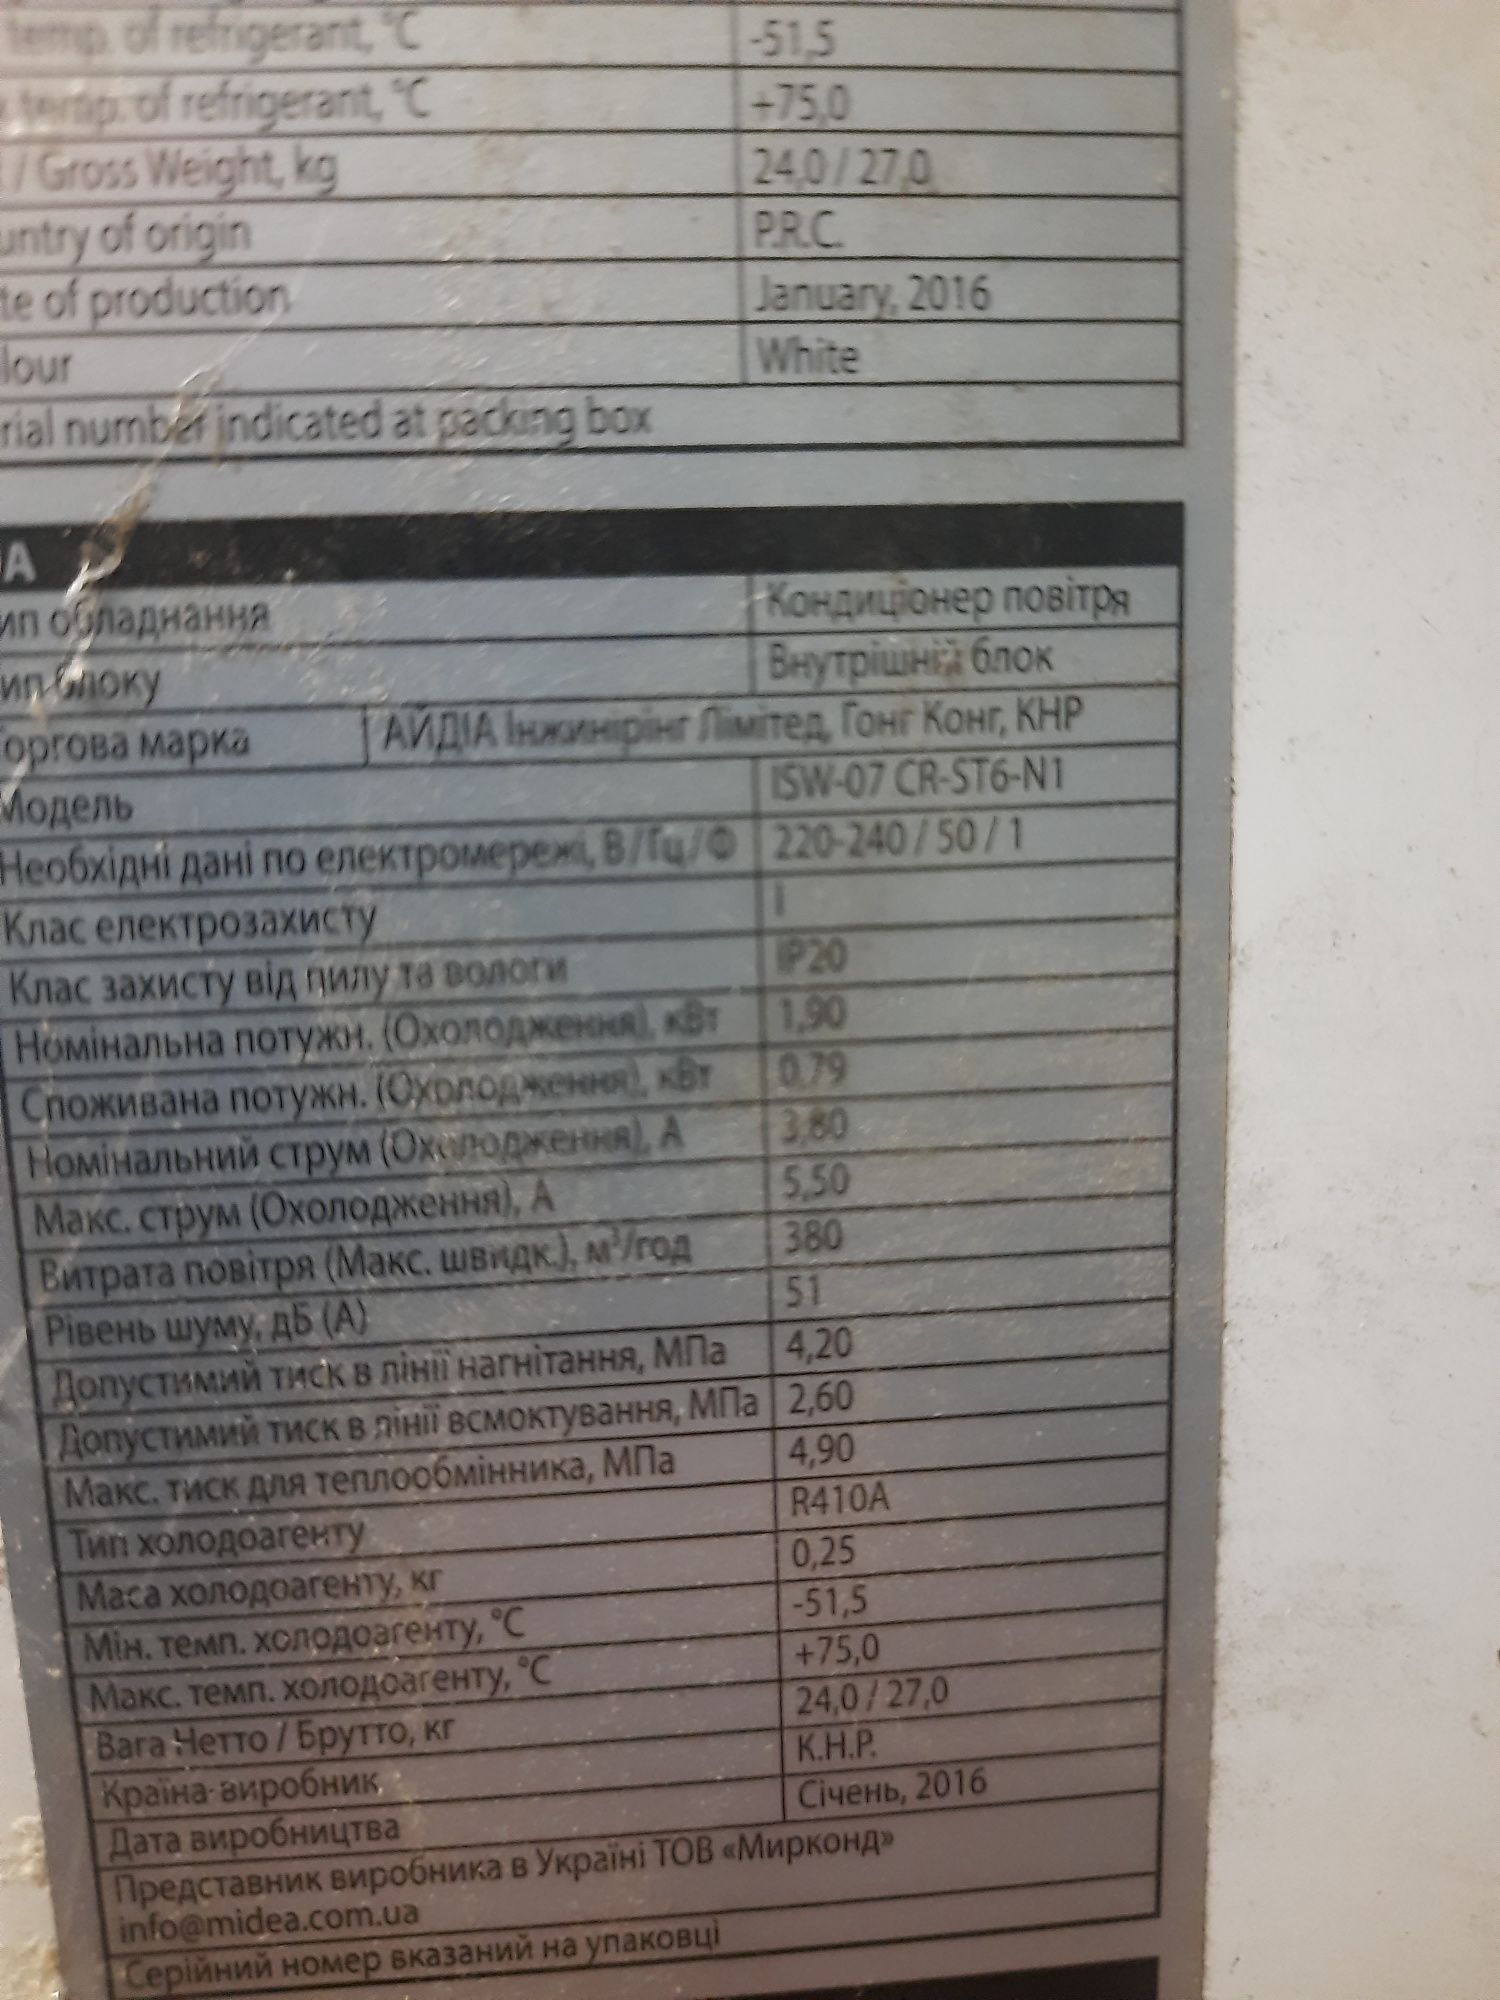 temp. of refrigerant, °C -51,5
temp. of refrigerant, °C +75,0
/ Gross Weight, kg 24,0 / 27,0
untry of origin P.R.C.
te of production January, 2016
lour White
rial number indicated at packing box
A
ип обладнання Кондиціонер повітря
ип блоку Внутрішній блок
оргова марка АЙДІА Інжинірінг Лімітед, Гонг Конг, КНР
Модель ISW-07 CR-ST6-N1
Необхідні дані по електромережі, В/Гц/Ф 220-240 / 50 / 1
Клас електрозахисту I
Клас захисту від пилу та вологи IP20
Номінальна потужн. (Охолодження), кВт 1,90
Споживана потужн. (Охолодження), кВт 0.79
Номінальний струм (Охолодження), А
Макс. струм (Охолодження), А 5,50
Витрата повітря (Макс. швидк.), м³/год 380
Рівень шуму, дБ (А) 51
Допустимий тиск в лінії нагнітання, МПа 4,20
Допустимий тиск в лінії всмоктування, МПа 2,60
Макс. тиск для теплообмінника, МПа 4,90
Тип холодоагенту R410A
Маса холодоагенту, кг 0,25
Мін. темп. холодоагенту, °C -51,5
Макс. темп. холодоагенту, °C +75,0
Вага Нетто / Брутто, кг 24,0 / 27,0
Країна-виробник К.Н.Р.
Дата виробництва Січень, 2016
Представник виробника в Україні ТОВ «Мирконд»
info@midea.com.ua
Серійний номер вказаний на упаковці